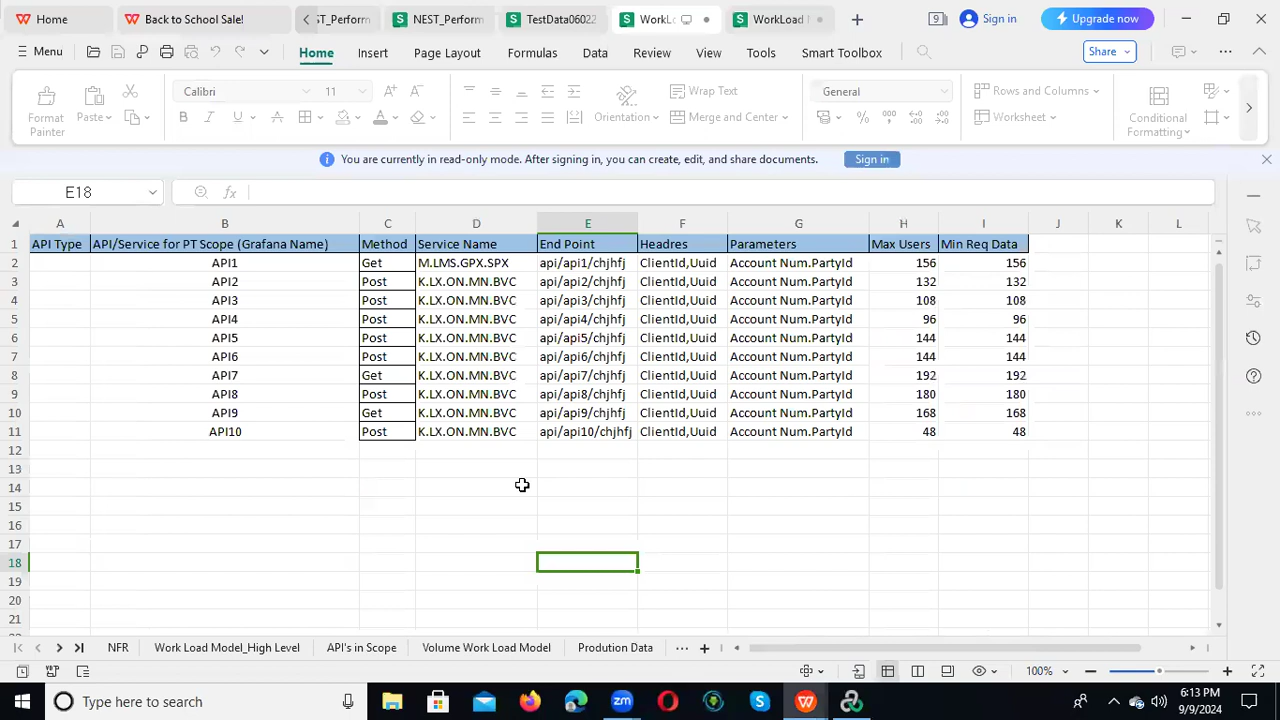 Home Back to School Sale! ST_Perform NEST_Perform TestData06022 WorkLo WorkLoad M 9 Sign in Upgrade now
Menu Home Insert Page Layout Formulas Data Review View Tools Smart Toolbox Share
Format Painter Paste Calibri 11 Wrap Text General Rows and Columns
B I U A Orientation Merge and Center Worksheet Conditional Formatting
You are currently in read-only mode. After signing in, you can create, edit, and share documents. Sign in
E18 fx
A B C D E F G H I J K L
1 API Type API/Service for PT Scope (Grafana Name) Method Service Name End Point Headres Parameters Max Users Min Req Data
2 API1 Get M.LMS.GPX.SPX api/api1/chjhfj ClientId,Uuid Account Num.PartyId 156 156
3 API2 Post K.LX.ON.MN.BVC api/api2/chjhfj ClientId,Uuid Account Num.PartyId 132 132
4 API3 Post K.LX.ON.MN.BVC api/api3/chjhfj ClientId,Uuid Account Num.PartyId 108 108
5 API4 Post K.LX.ON.MN.BVC api/api4/chjhfj ClientId,Uuid Account Num.PartyId 96 96
6 API5 Post K.LX.ON.MN.BVC api/api5/chjhfj ClientId,Uuid Account Num.PartyId 144 144
7 API6 Post K.LX.ON.MN.BVC api/api6/chjhfj ClientId,Uuid Account Num.PartyId 144 144
8 API7 Get K.LX.ON.MN.BVC api/api7/chjhfj ClientId,Uuid Account Num.PartyId 192 192
9 API8 Post K.LX.ON.MN.BVC api/api8/chjhfj ClientId,Uuid Account Num.PartyId 180 180
10 API9 Get K.LX.ON.MN.BVC api/api9/chjhfj ClientId,Uuid Account Num.PartyId 168 168
11 API10 Post K.LX.ON.MN.BVC api/api10/chjhfj ClientId,Uuid Account Num.PartyId 48 48
12
13
14
15
16
17
18
19
20
21
NFR Work Load Model_High Level API's in Scope Volume Work Load Model Prodution Data ... +
100%
Type here to search 6:13 PM
9/9/2024